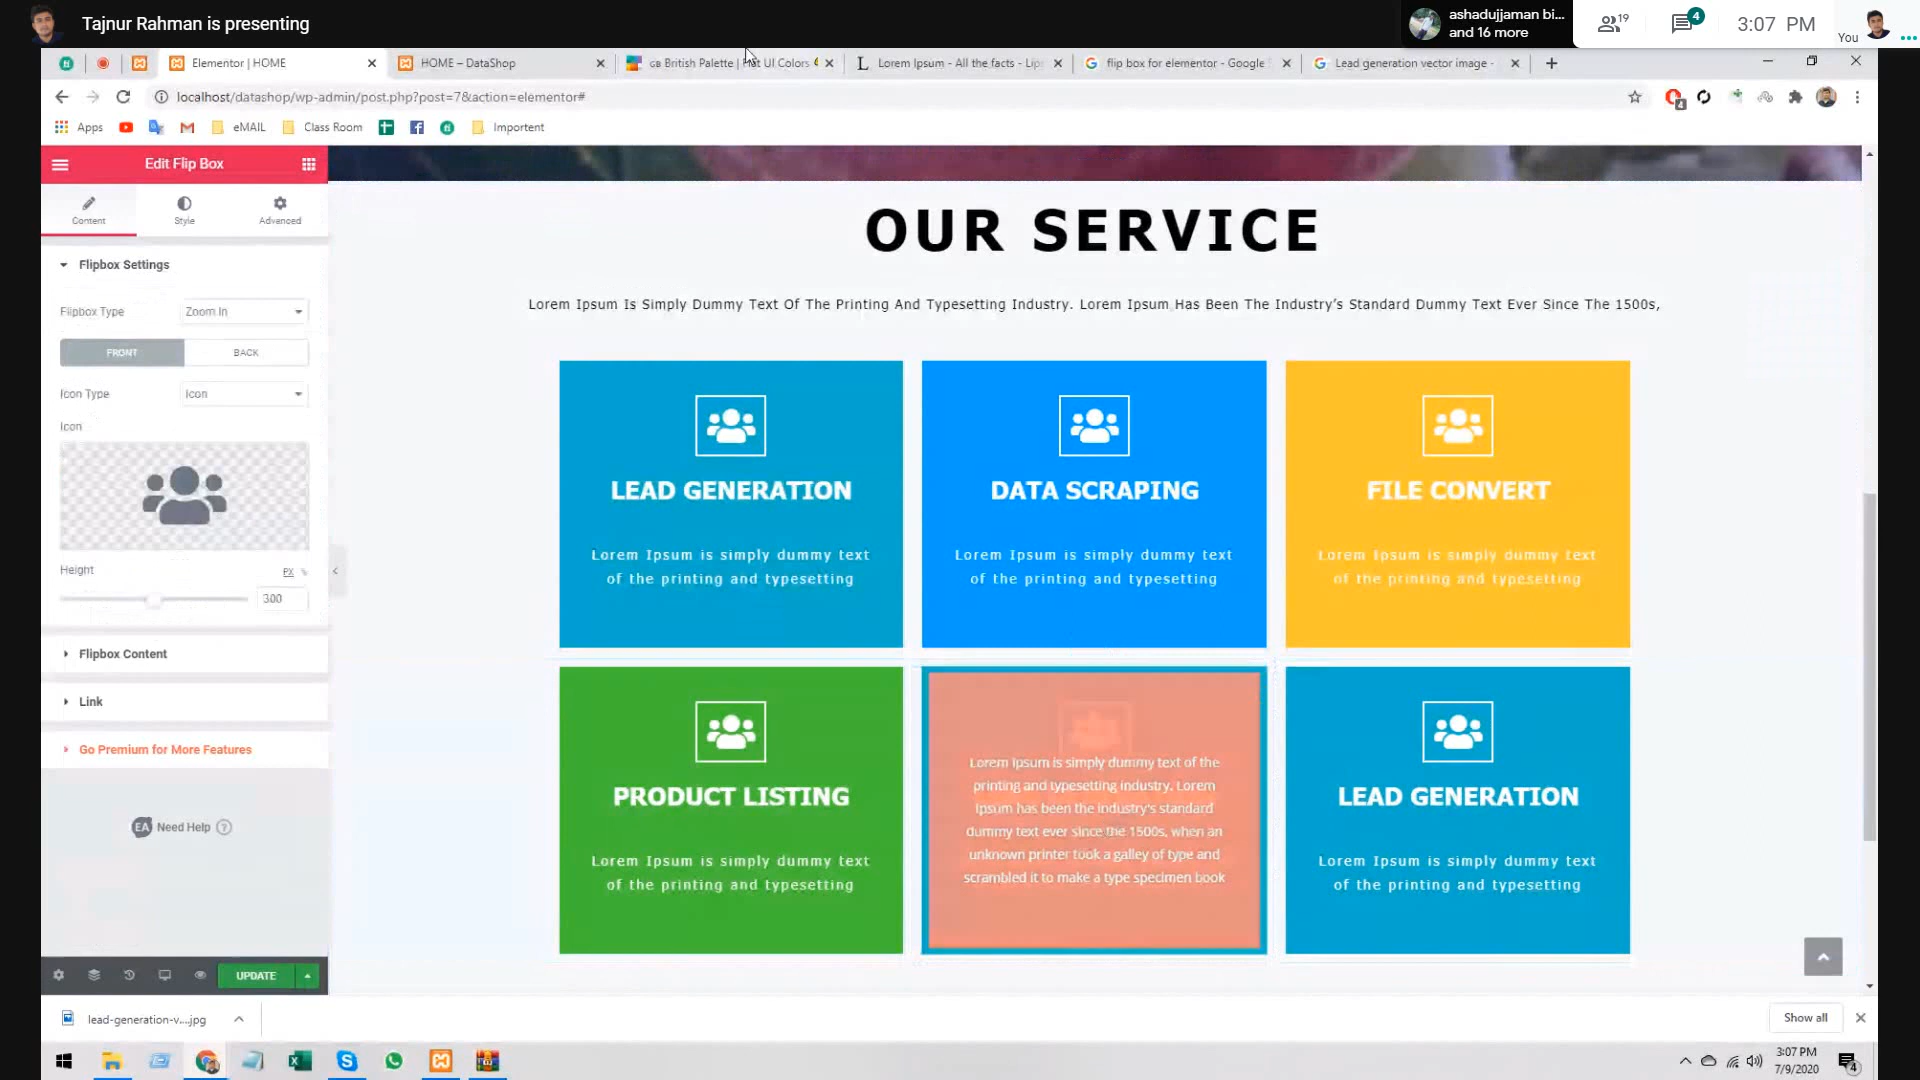 Tajnur Rahman is presenting
ashadujjaman bi...
and 16 more
19
4
3:07 PM
You
Elementor | HOME
HOME – DataShop
British Palette | Flat UI Colors
Lorem Ipsum - All the facts - Lips
flip box for elementor - Google
Lead generation vector image -
localhost/datashop/wp-admin/post.php?post=7&action=elementor#
Apps
eMAIL
Class Room
Importent
Edit Flip Box
Content
Style
Advanced
Flipbox Settings
Flipbox Type
Zoom In
FRONT
BACK
Icon Type
Icon
Icon
Height
PX
%
300
Flipbox Content
Link
Go Premium for More Features
EA Need Help ?
UPDATE
OUR SERVICE
Lorem Ipsum Is Simply Dummy Text Of The Printing And Typesetting Industry. Lorem Ipsum Has Been The Industry's Standard Dummy Text Ever Since The 1500s,
LEAD GENERATION
Lorem Ipsum is simply dummy text
of the printing and typesetting
DATA SCRAPING
Lorem Ipsum is simply dummy text
of the printing and typesetting
FILE CONVERT
Lorem Ipsum is simply dummy text
of the printing and typesetting
PRODUCT LISTING
Lorem Ipsum is simply dummy text
of the printing and typesetting
Lorem Ipsum is simply dummy text of the
printing and typesetting industry. Lorem
Ipsum has been the industry's standard
dummy text ever since the 1500s, when an
unknown printer took a galley of type and
scrambled it to make a type specimen book
LEAD GENERATION
Lorem Ipsum is simply dummy text
of the printing and typesetting
lead-generation-v....jpg
Show all
3:07 PM
7/9/2020
4